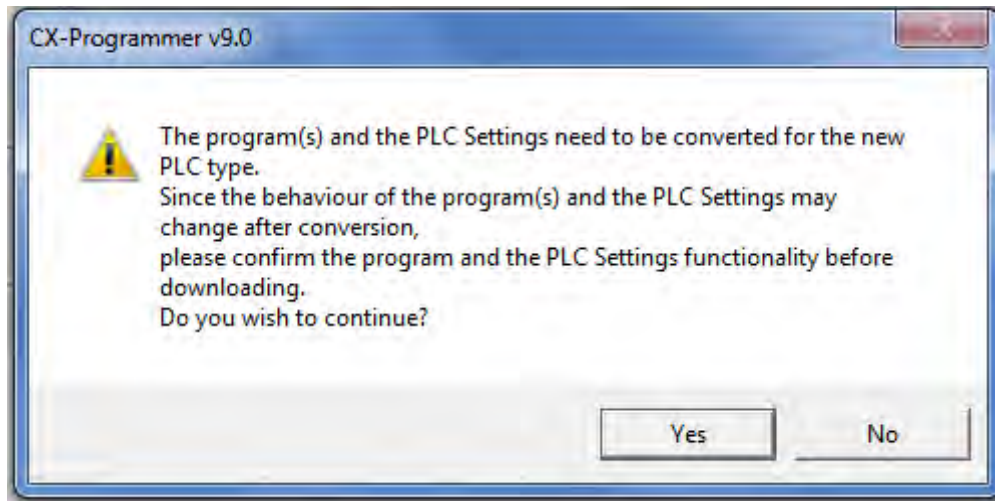 CX-Programmer v9.0
The program(s) and the PLC Settings need to be converted for the new
PLC type.
Since the behaviour of the program(s) and the PLC Settings may
change after conversion,
please confirm the program and the PLC Settings functionality before
downloading.
Do you wish to continue?
Yes
No